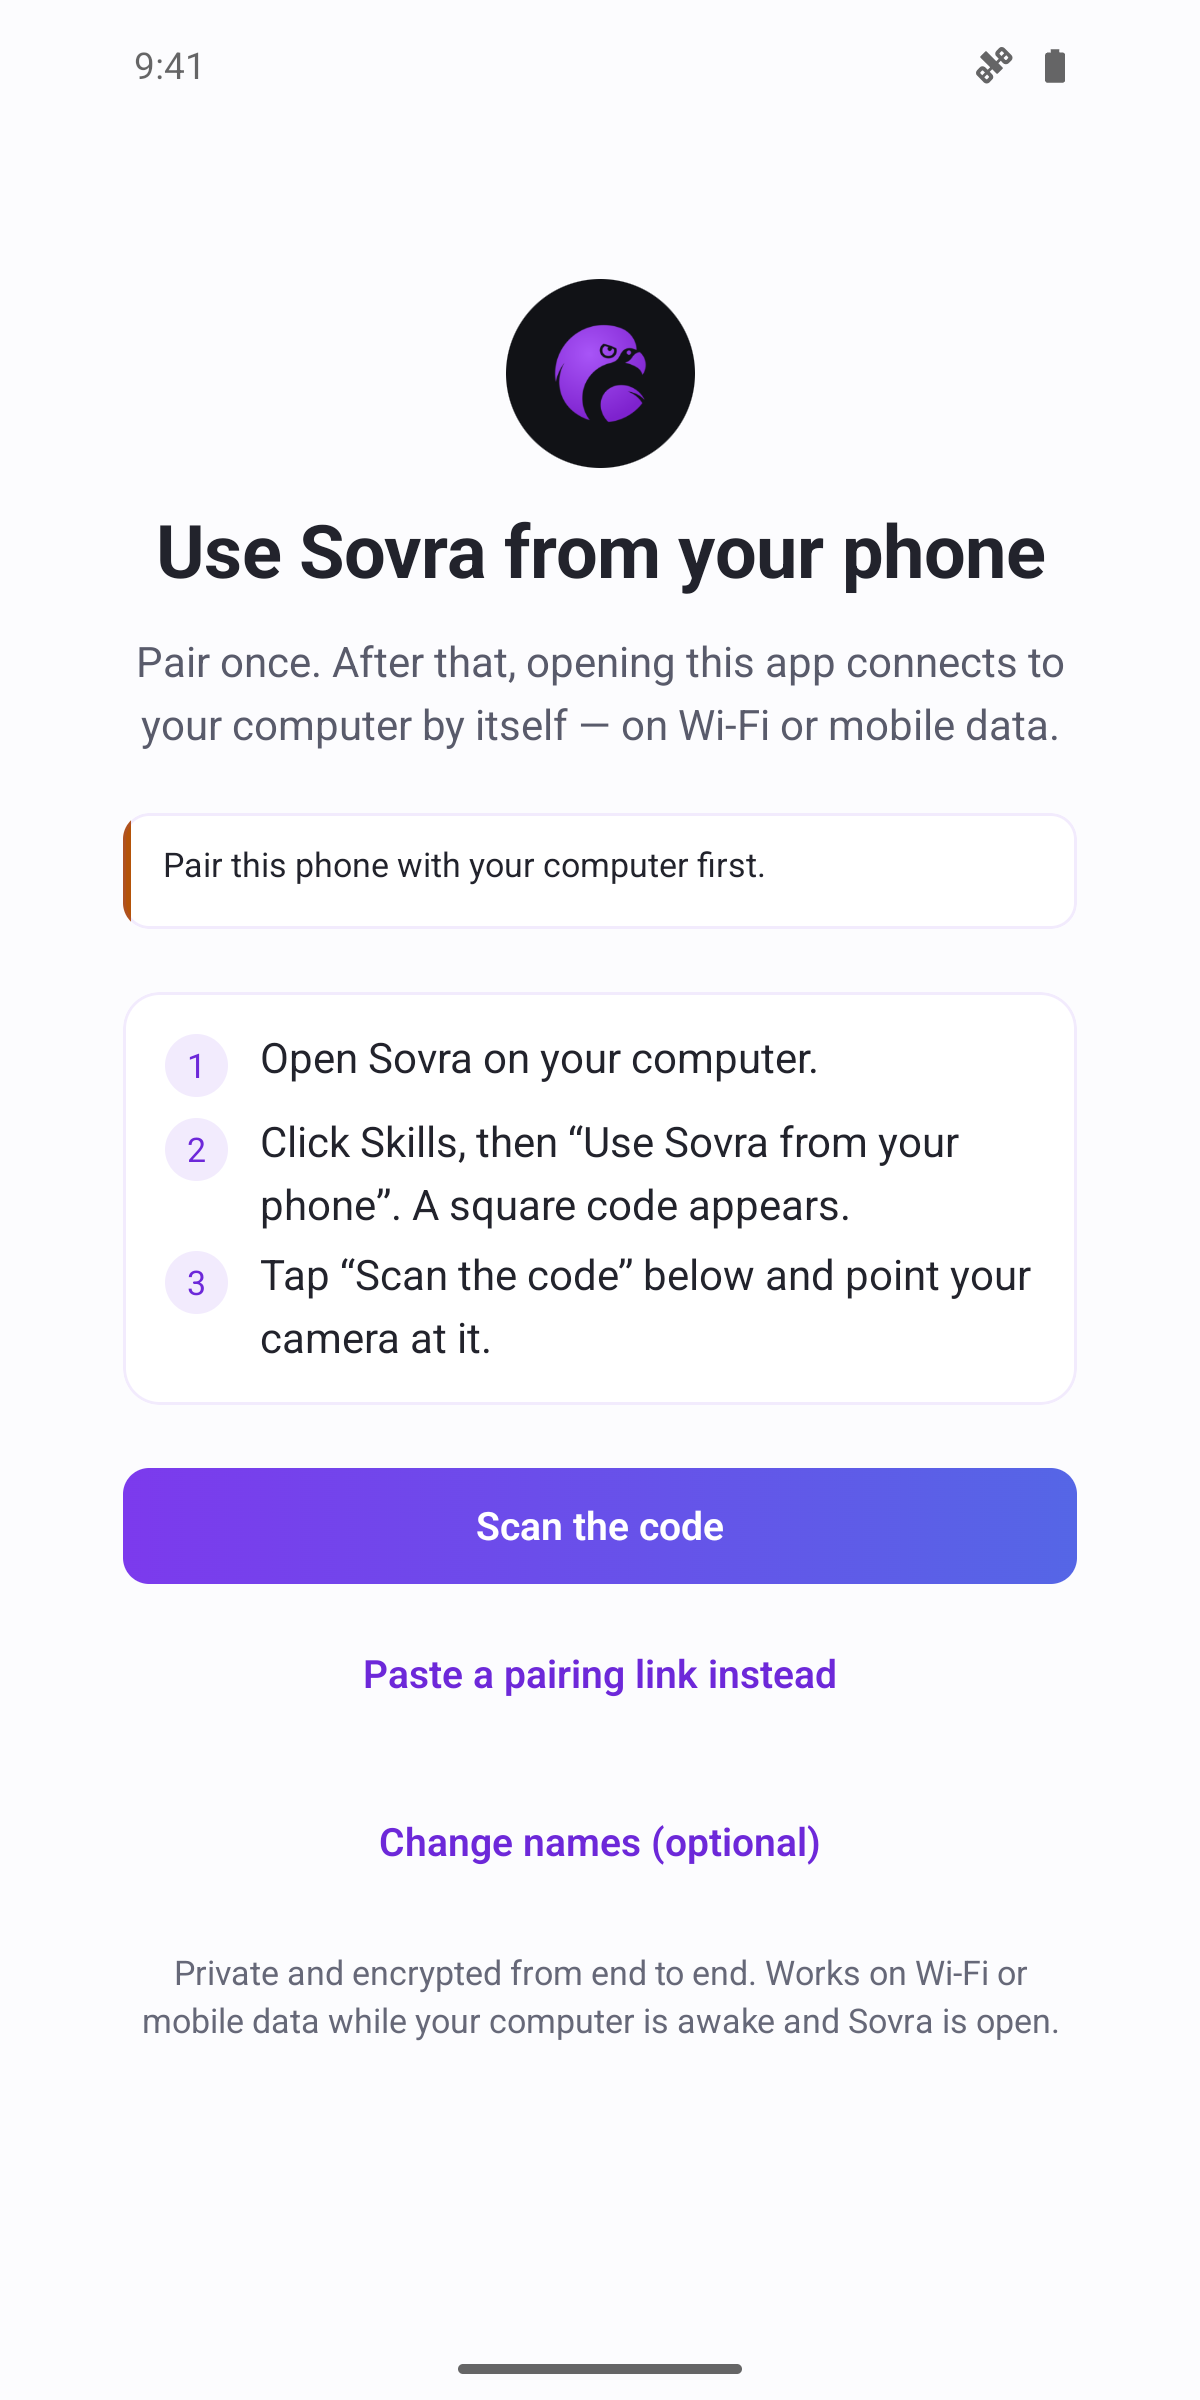 9:41
Use Sovra from your phone
Pair once. After that, opening this app connects to
your computer by itself — on Wi-Fi or mobile data.
Pair this phone with your computer first.
1 Open Sovra on your computer.
2 Click Skills, then “Use Sovra from your
phone”. A square code appears.
3 Tap “Scan the code” below and point your
camera at it.
Scan the code
Paste a pairing link instead
Change names (optional)
Private and encrypted from end to end. Works on Wi-Fi or
mobile data while your computer is awake and Sovra is open.